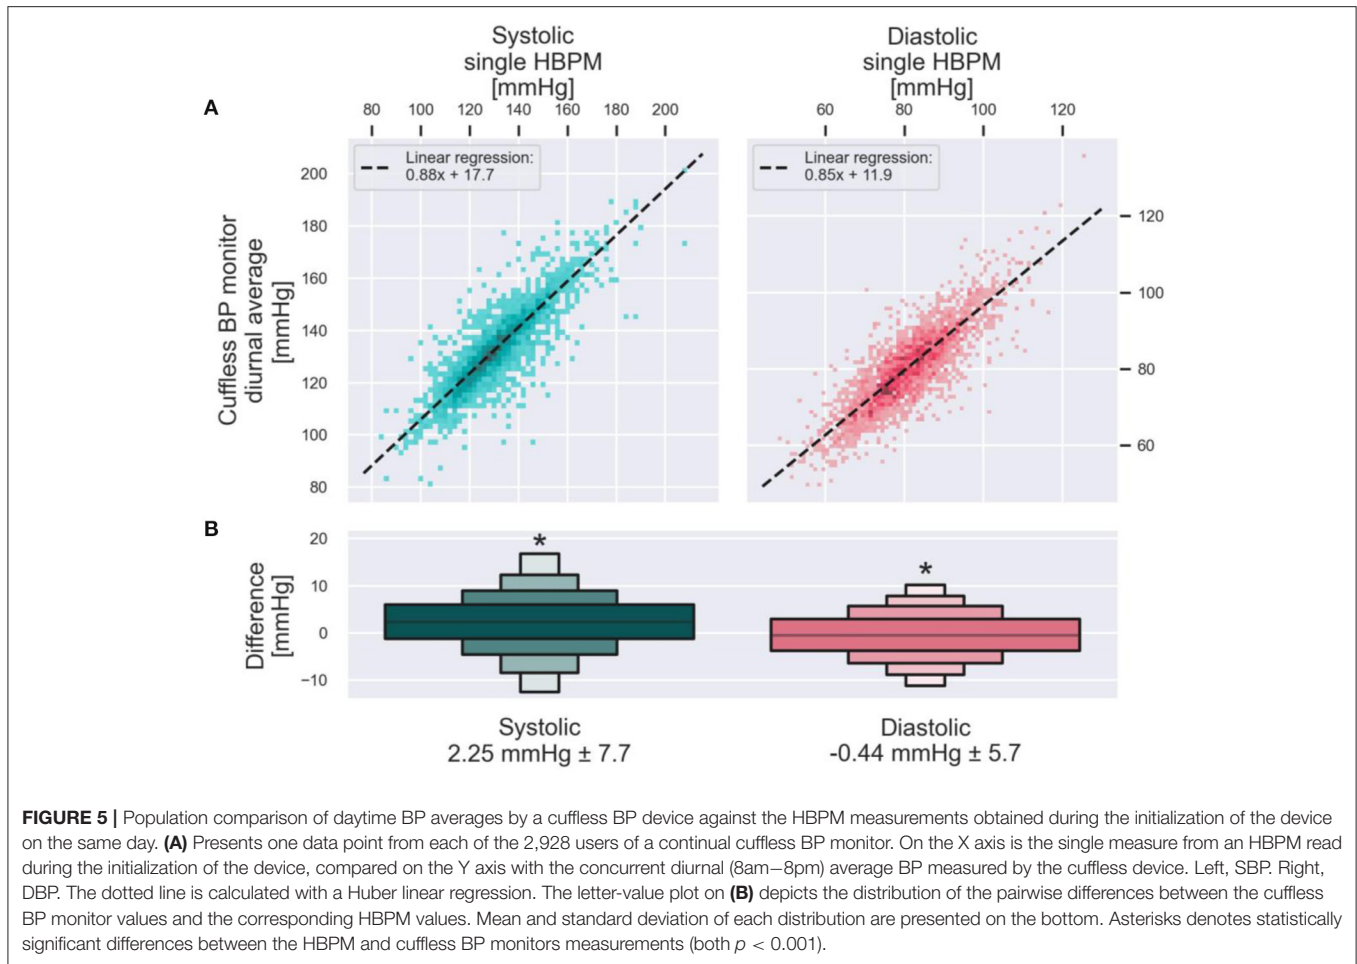 Systolic
single HBPM
[mmHg]
Diastolic
single HBPM
[mmHg]
A
80 100 120 140 160 180 200
60 80 100 120
Linear regression:
0.88x + 17.7
Linear regression:
0.85x + 11.9
Cuffless BP monitor
diurnal average
[mmHg]
200
180
160
140
120
100
80
120
100
80
60
B
Difference
[mmHg]
20
10
0
−10
*
*
Systolic
2.25 mmHg ± 7.7
Diastolic
-0.44 mmHg ± 5.7
FIGURE 5 | Population comparison of daytime BP averages by a cuffless BP device against the HBPM measurements obtained during the initialization of the device
on the same day. (A) Presents one data point from each of the 2,928 users of a continual cuffless BP monitor. On the X axis is the single measure from an HBPM read
during the initialization of the device, compared on the Y axis with the concurrent diurnal (8am–8pm) average BP measured by the cuffless device. Left, SBP. Right,
DBP. The dotted line is calculated with a Huber linear regression. The letter-value plot on (B) depicts the distribution of the pairwise differences between the cuffless
BP monitor values and the corresponding HBPM values. Mean and standard deviation of each distribution are presented on the bottom. Asterisks denotes statistically
significant differences between the HBPM and cuffless BP monitors measurements (both p < 0.001).